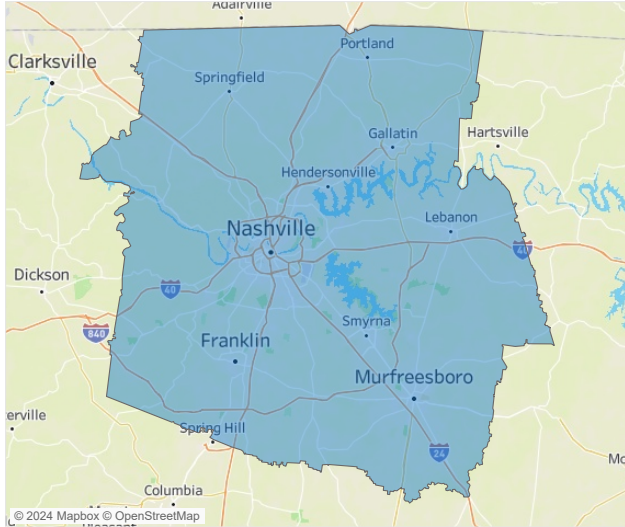 Adairville
Portland
Clarksville
Springfield
Gallatin
Hartsville
Hendersonville
Lebanon
Nashville
40
Dickson
40
Smyrna
840
Franklin
Murfreesboro
erville
Spring Hill
24
Mo
Columbia
© 2024 Mapbox © OpenStreetMap